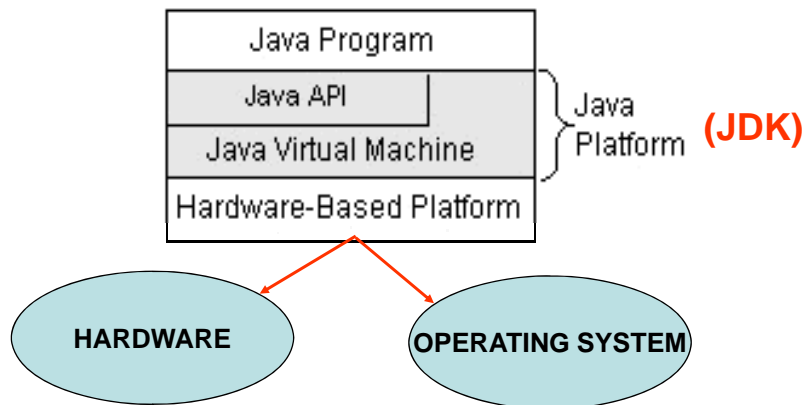 Java Program
Java API
Java Virtual Machine
Java
Platform
(JDK)
Hardware-Based Platform
HARDWARE
OPERATING SYSTEM